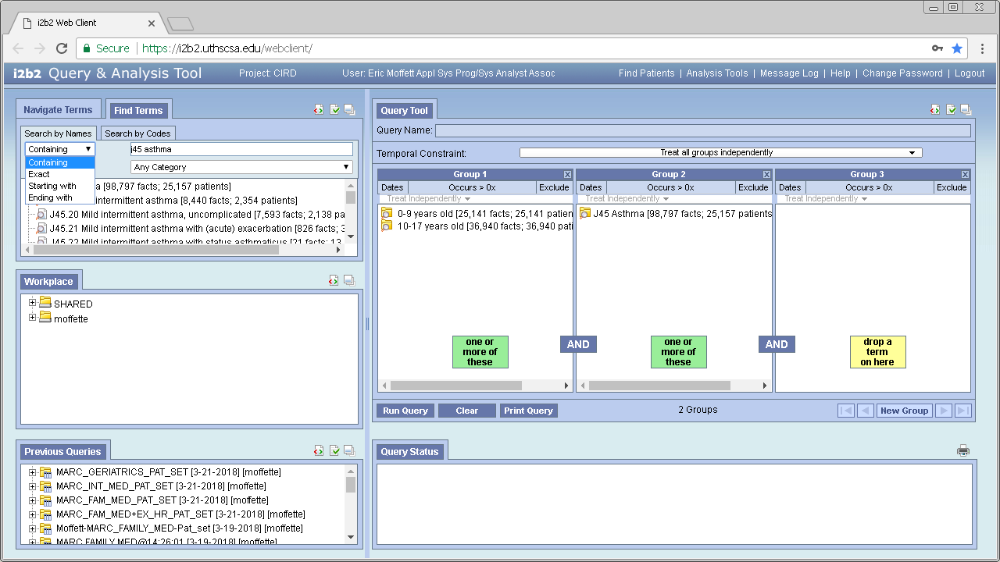 i2b2 Web Client
Secure https://i2b2.uthscsa.edu/webclient/
i2b2 Query & Analysis Tool Project: CIRD User: Eric Moffett Appl Sys Prog/Sys Analyst Assoc Find Patients | Analysis Tools | Message Log | Help | Change Password | Logout
Navigate Terms Find Terms
Search by Names Search by Codes
Containing j45 asthma
Containing
Exact
Starting with
Ending with
Any Category
a [98,797 facts; 25,157 patients]
ermittent asthma [8,440 facts; 2,354 patients]
J45.20 Mild intermittent asthma, uncomplicated [7,593 facts; 2,138 pa
J45.21 Mild intermittent asthma with (acute) exacerbation [826 facts; 3
J45.22 Mild intermittent asthma with status asthmaticus [21 facts; 13
Workplace
SHARED
moffette
Previous Queries
MARC_GERIATRICS_PAT_SET [3-21-2018] [moffette]
MARC_INT_MED_PAT_SET [3-21-2018] [moffette]
MARC_FAM_MED_PAT_SET [3-21-2018] [moffette]
MARC_FAM_MED+EX_HR_PAT_SET [3-21-2018] [moffette]
Moffett-MARC_FAMILY_MED-Pat_set [3-19-2018] [moffette]
MARC FAMILY MED@14:26:01 [3-19-2018] [moffette]
Query Tool
Query Name:
Temporal Constraint: Treat all groups independently
Group 1 Group 2 Group 3
Dates Occurs > 0x Exclude Dates Occurs > 0x Exclude Dates Occurs > 0x Exclude
Treat Independently Treat Independently Treat Independently
0-9 years old [25,141 facts; 25,141 patien
10-17 years old [36,940 facts; 36,940 pati
J45 Asthma [98,797 facts; 25,157 patients
one or
more of
these
AND
one or
more of
these
AND
drop a
term
on here
Run Query Clear Print Query 2 Groups New Group
Query Status